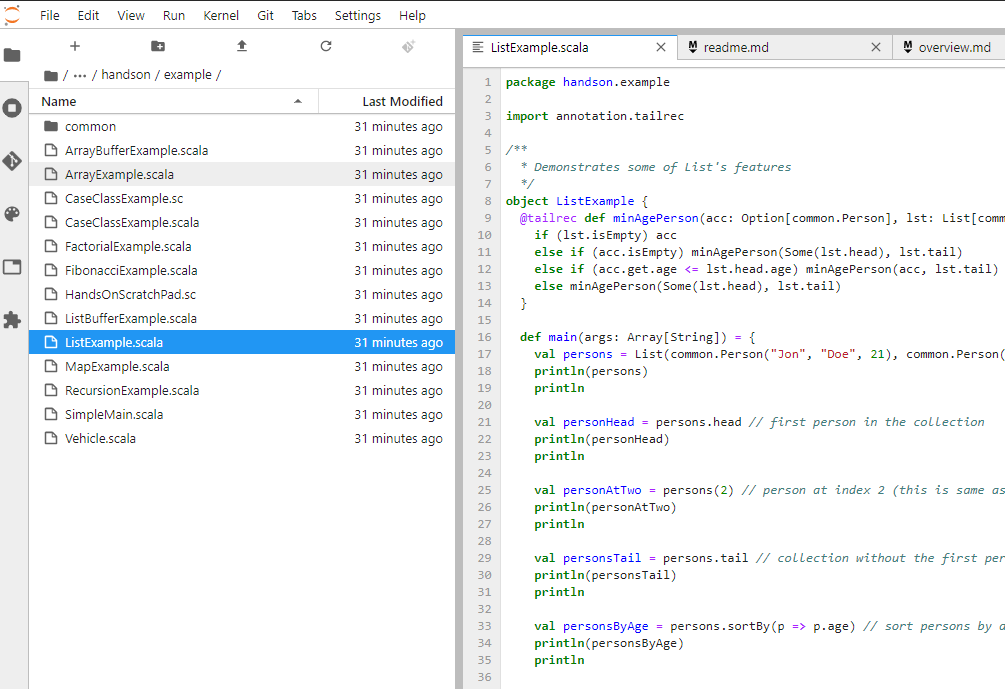 File Edit View Run Kernel Git Tabs Settings Help
/ ··· / handson / example /
Name Last Modified
common 31 minutes ago
ArrayBufferExample.scala 31 minutes ago
ArrayExample.scala 31 minutes ago
CaseClassExample.sc 31 minutes ago
CaseClassExample.scala 31 minutes ago
FactorialExample.scala 31 minutes ago
FibonacciExample.scala 31 minutes ago
HandsOnScratchPad.sc 31 minutes ago
ListBufferExample.scala 31 minutes ago
ListExample.scala 31 minutes ago
MapExample.scala 31 minutes ago
RecursionExample.scala 31 minutes ago
SimpleMain.scala 31 minutes ago
Vehicle.scala 31 minutes ago
ListExample.scala readme.md overview.md
1 package handson.example
2
3 import annotation.tailrec
4
5 /**
6 * Demonstrates some of List's features
7 */
8 object ListExample {
9 @tailrec def minAgePerson(acc: Option[common.Person], lst: List[comm
10 if (lst.isEmpty) acc
11 else if (acc.isEmpty) minAgePerson(Some(lst.head), lst.tail)
12 else if (acc.get.age <= lst.head.age) minAgePerson(acc, lst.tail)
13 else minAgePerson(Some(lst.head), lst.tail)
14 }
15
16 def main(args: Array[String]) = {
17 val persons = List(common.Person("Jon", "Doe", 21), common.Person(
18 println(persons)
19 println
20
21 val personHead = persons.head // first person in the collection
22 println(personHead)
23 println
24
25 val personAtTwo = persons(2) // person at index 2 (this is same as
26 println(personAtTwo)
27 println
28
29 val personsTail = persons.tail // collection without the first per
30 println(personsTail)
31 println
32
33 val personsByAge = persons.sortBy(p => p.age) // sort persons by a
34 println(personsByAge)
35 println
36